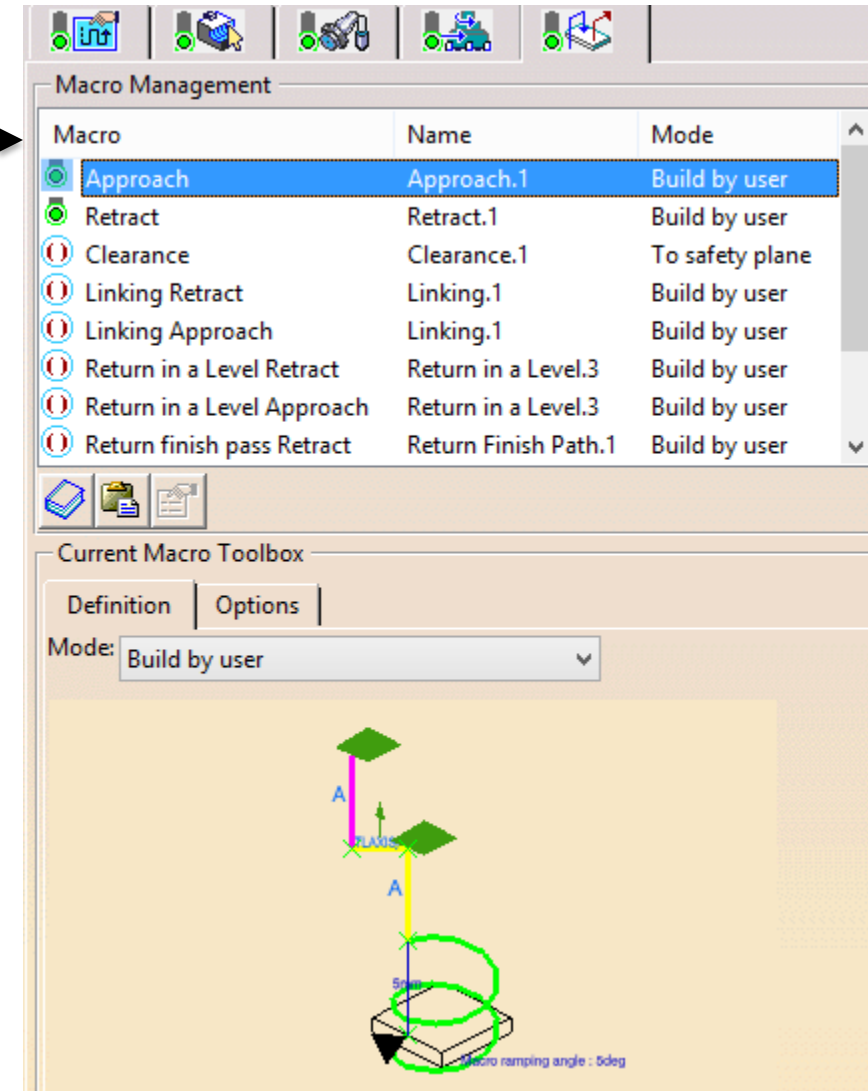 Macro Management
Macro Name Mode
Approach Approach.1 Build by user
Retract Retract.1 Build by user
Clearance Clearance.1 To safety plane
Linking Retract Linking.1 Build by user
Linking Approach Linking.1 Build by user
Return in a Level Retract Return in a Level.3 Build by user
Return in a Level Approach Return in a Level.3 Build by user
Return finish pass Retract Return Finish Path.1 Build by user
Current Macro Toolbox
Definition Options
Mode: Build by user
A
A
5mm
Macro ramping angle : 5deg